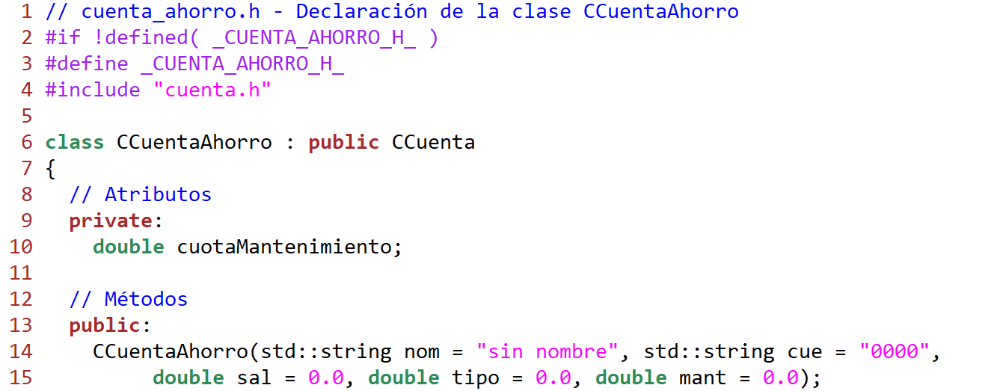 1 // cuenta_ahorro.h - Declaración de la clase CCuentaAhorro
2 #if !defined( _CUENTA_AHORRO_H_ )
3 #define _CUENTA_AHORRO_H_
4 #include "cuenta.h"
5
6 class CCuentaAhorro : public CCuenta
7 {
8   // Atributos
9   private:
10     double cuotaMantenimiento;
11
12   // Métodos
13   public:
14     CCuentaAhorro(std::string nom = "sin nombre", std::string cue = "0000",
15          double sal = 0.0, double tipo = 0.0, double mant = 0.0);